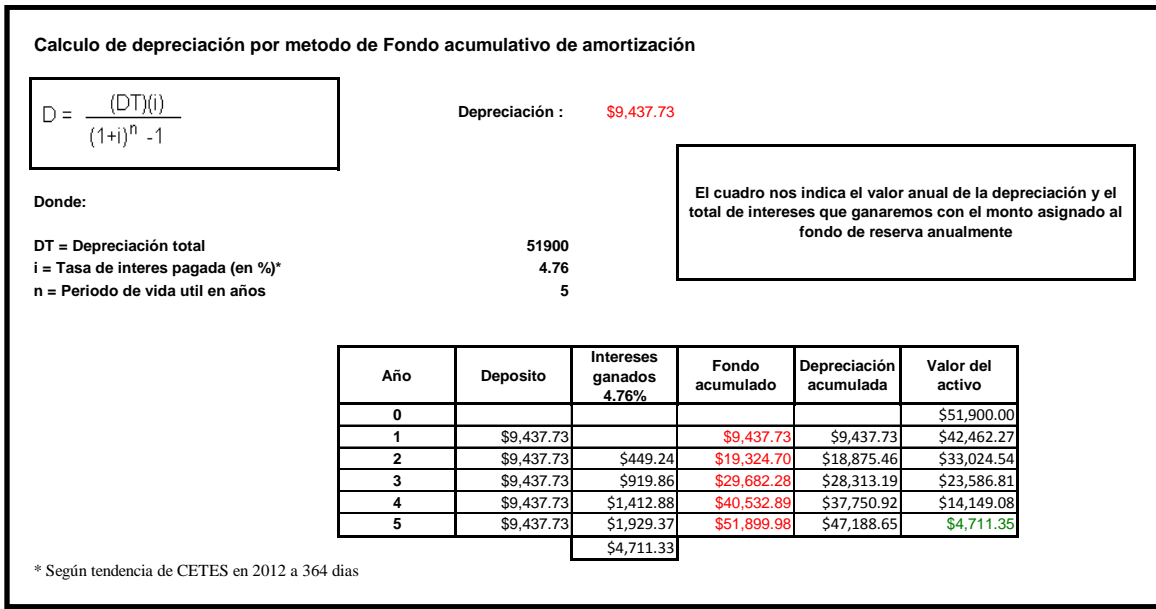 Calculo de depreciación por metodo de Fondo acumulativo de amortización
D = (DT)(i)
(1+i)^n -1
Depreciación : $9,437.73
El cuadro nos indica el valor anual de la depreciación y el
total de intereses que ganaremos con el monto asignado al
fondo de reserva anualmente
Donde:
DT = Depreciación total 51900
i = Tasa de interes pagada (en %)* 4.76
n = Periodo de vida util en años 5
Año Deposito Intereses ganados 4.76% Fondo acumulado Depreciación acumulada Valor del activo
0 $51,900.00
1 $9,437.73 $9,437.73 $9,437.73 $42,462.27
2 $9,437.73 $449.24 $19,324.70 $18,875.46 $33,024.54
3 $9,437.73 $919.86 $29,682.28 $28,313.19 $23,586.81
4 $9,437.73 $1,412.88 $40,532.89 $37,750.92 $14,149.08
5 $9,437.73 $1,929.37 $51,899.98 $47,188.65 $4,711.35
$4,711.33
* Según tendencia de CETES en 2012 a 364 dias